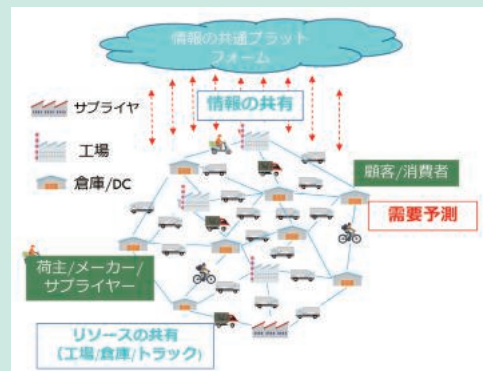 情報の共通プラット
フォーム
情報の共有
サプライヤ
工場
倉庫/DC
顧客/消費者
需要予測
荷主/メーカー/
サプライヤー
リソースの共有
（工場/倉庫/トラック）